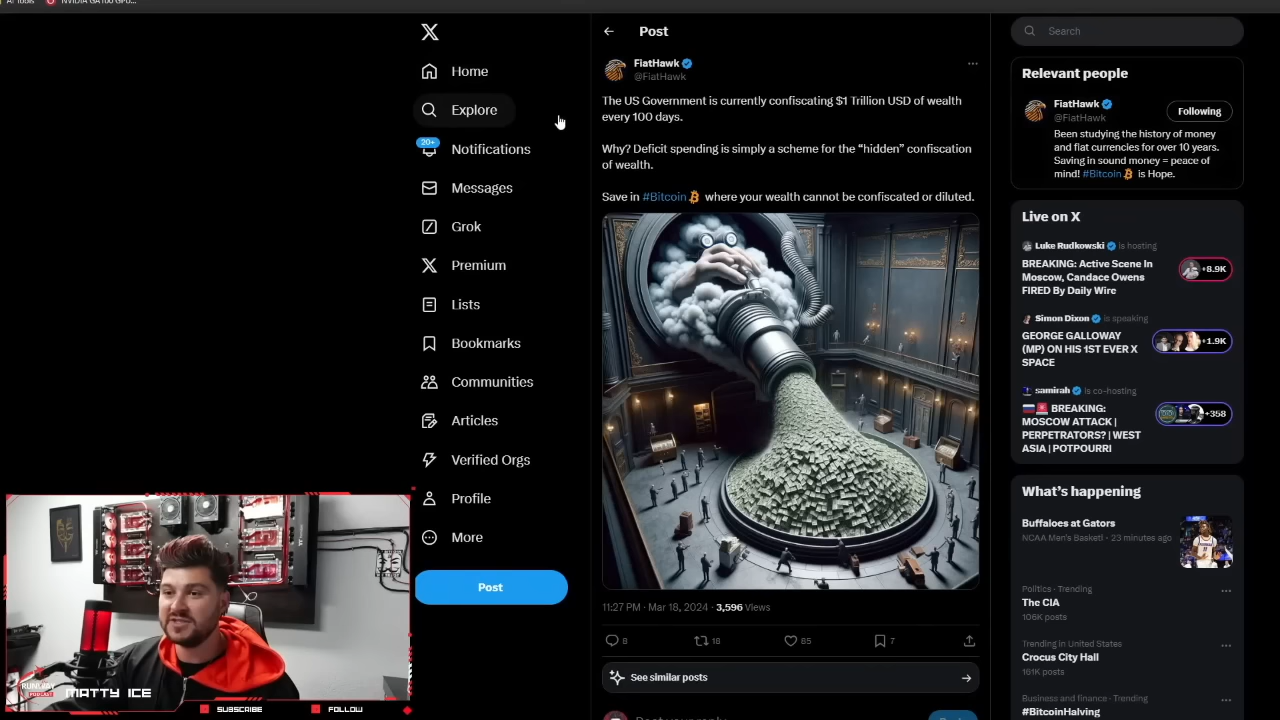 X
Home
Explore
20+
Notifications
Messages
Grok
Premium
Lists
Bookmarks
Communities
Articles
Verified Orgs
Profile
More
Post
Post
FiatHawk
@FiatHawk
The US Government is currently confiscating $1 Trillion USD of wealth
every 100 days.
Why? Deficit spending is simply a scheme for the “hidden” confiscation
of wealth.
Save in #Bitcoin where your wealth cannot be confiscated or diluted.
11:27 PM · Mar 18, 2024 · 3,596 Views
8
18
85
7
See similar posts
Search
Relevant people
FiatHawk
@FiatHawk
Following
Been studying the history of money
and fiat currencies for over 10 years.
Saving in sound money = peace of
mind! #Bitcoin is Hope.
Live on X
Luke Rudkowski is hosting
BREAKING: Active Scene In
Moscow, Candace Owens
FIRED By Daily Wire
+8.9K
Simon Dixon is speaking
GEORGE GALLOWAY
(MP) ON HIS 1ST EVER X
SPACE
+1.9K
samirah is co-hosting
BREAKING:
MOSCOW ATTACK |
PERPETRATORS? | WEST
ASIA | POTPOURRI
+358
What’s happening
Buffaloes at Gators
NCAA Men's Basketl · 23 minutes ago
Politics · Trending
The CIA
106K posts
Trending in United States
Crocus City Hall
161K posts
Business and finance · Trending
#BitcoinHalving
RUNWAY
PODCAST
MATTY ICE
SUBSCRIBE
FOLLOW